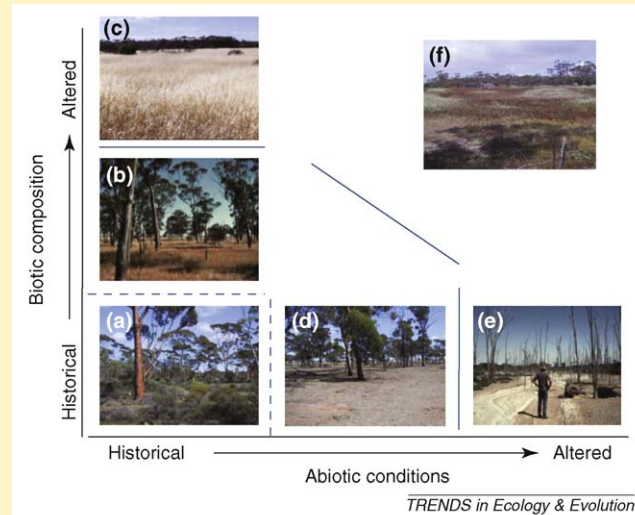 (c)
(f)
Altered
(b)
Biotic composition
(a)
(d)
(e)
Historical
Historical
Altered
Abiotic conditions
TRENDS in Ecology & Evolution